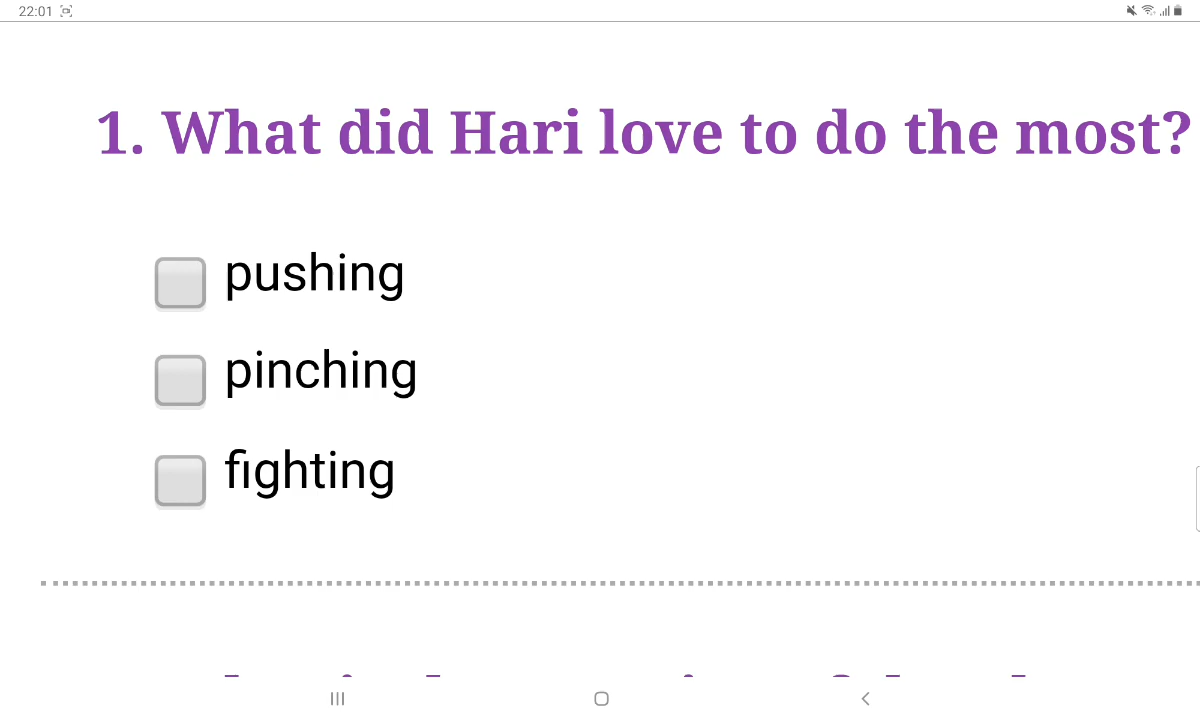 22:01
1. What did Hari love to do the most?
pushing
pinching
fighting